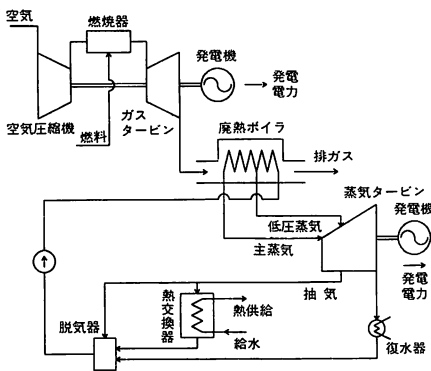 空気
燃焼器
発電機
発電
電力
空気圧縮機
燃料
ガス
タービン
廃熱ボイラ
排ガス
蒸気タービン
発電機
低圧蒸気
主蒸気
発電
電力
抽気
熱交換器
熱供給
給水
脱気器
復水器